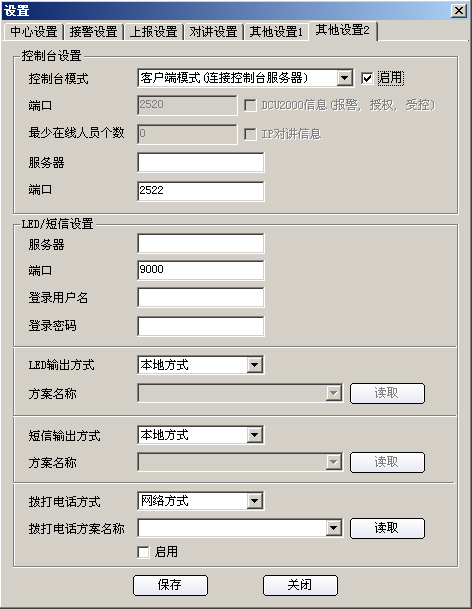 设置
中心设置 接警设置 上报设置 对讲设置 其他设置1 其他设置2
控制台设置
控制台模式 客户端模式(连接控制台服务器) 启用
端口 2520 DCU2000信息(报警, 授权, 受控)
最少在线人员个数 0 IP对讲信息
服务器
端口 2522
LED/短信设置
服务器
端口 9000
登录用户名
登录密码
LED输出方式 本地方式
方案名称 读取
短信输出方式 本地方式
方案名称 读取
拨打电话方式 网络方式
拨打电话方案名称 读取
启用
保存 关闭